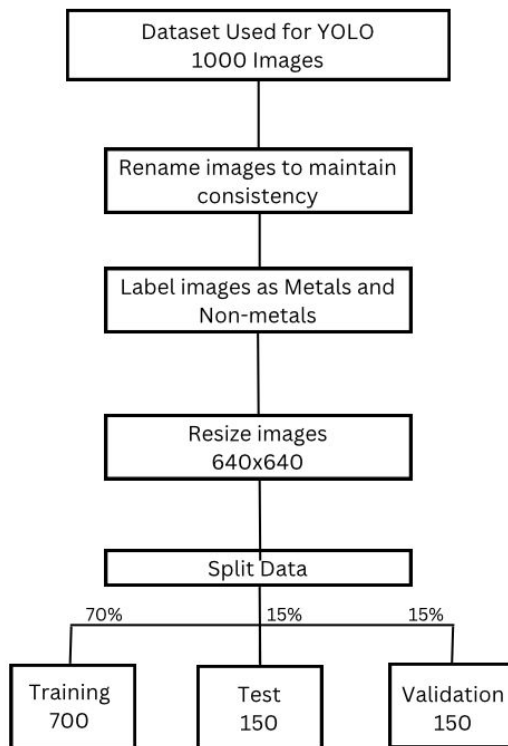 Dataset Used for YOLO
1000 Images
Rename images to maintain
consistency
Label images as Metals and
Non-metals
Resize images
640x640
Split Data
70%
15%
15%
Training
700
Test
150
Validation
150